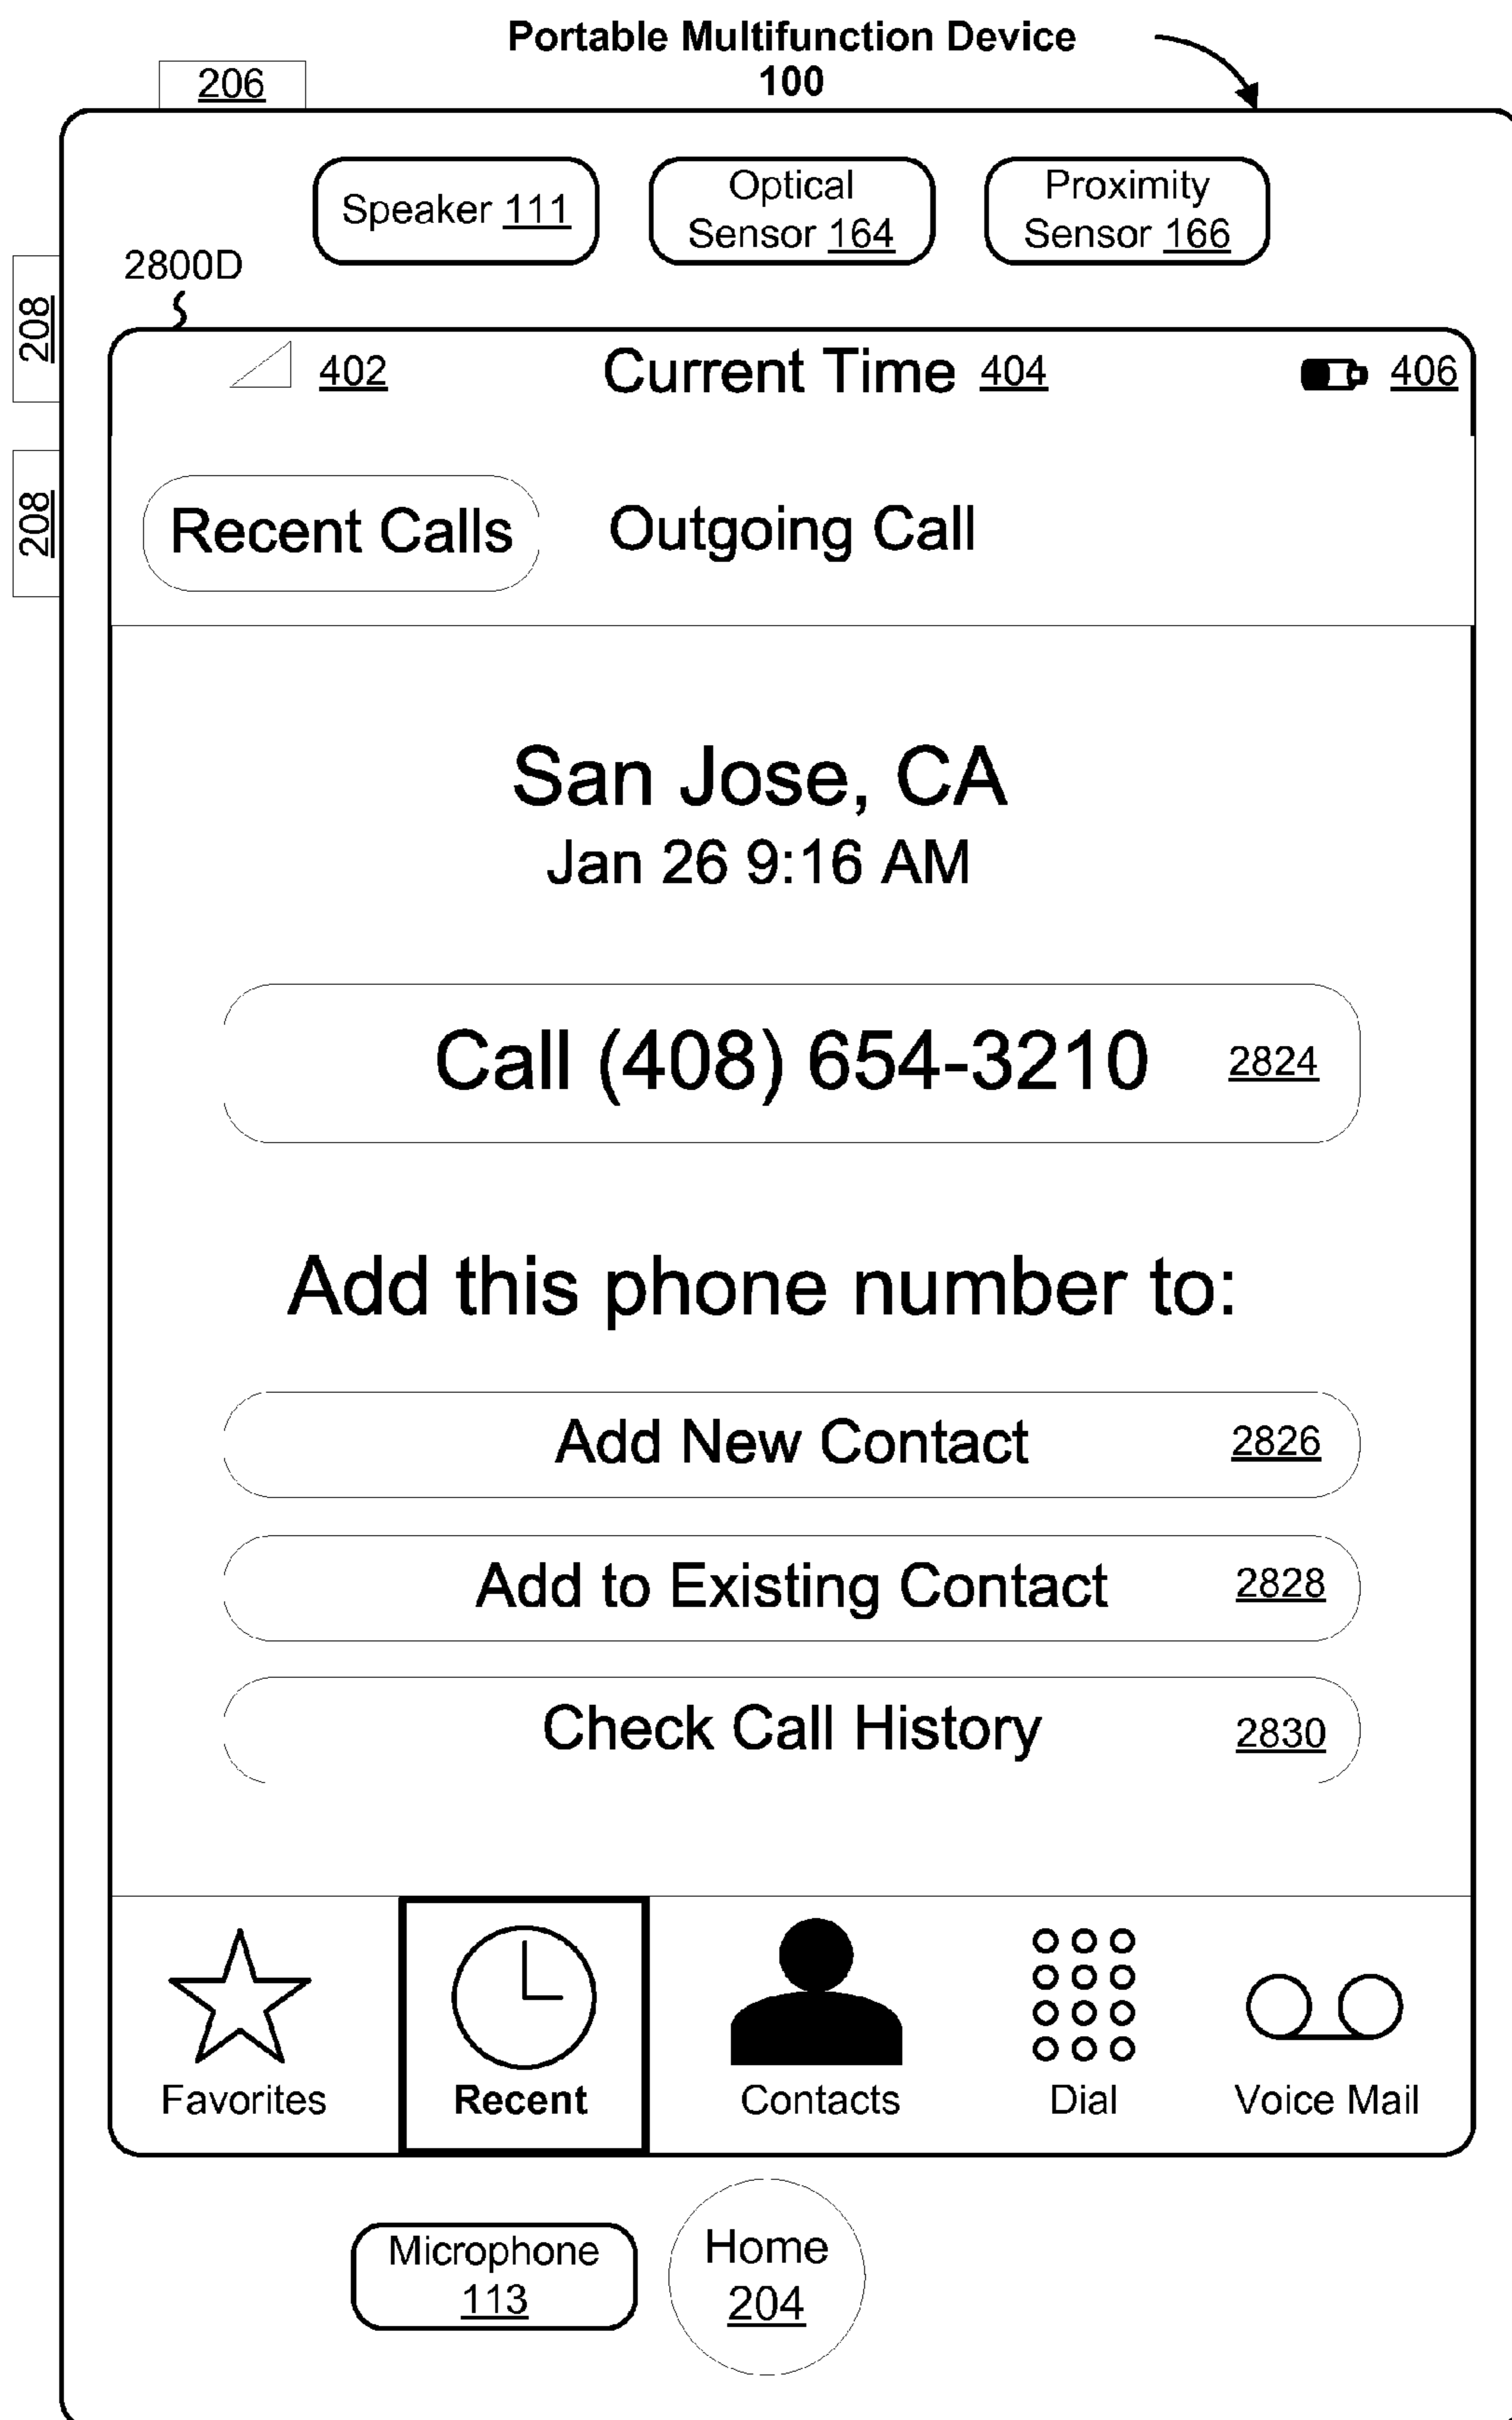 Portable Multifunction Device
100
206
Speaker 111
Optical
Sensor 164
Proximity
Sensor 166
2800D
208
208
402
Current Time 404
406
Recent Calls
Outgoing Call
San Jose, CA
Jan 26 9:16 AM
Call (408) 654-3210
2824
Add this phone number to:
Add New Contact
2826
Add to Existing Contact
2828
Check Call History
2830
Favorites
Recent
Contacts
Dial
Voice Mail
Microphone
113
Home
204